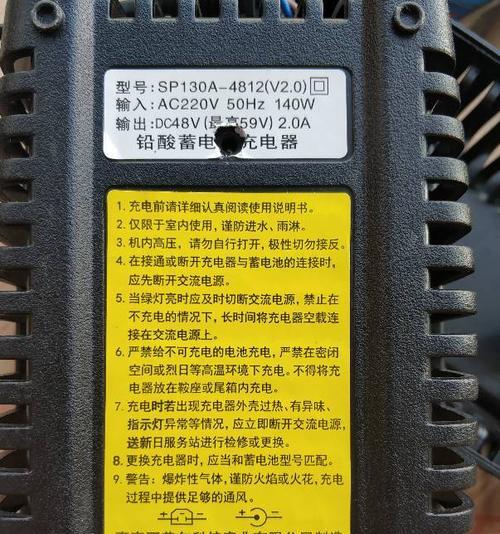 型号:SP130A-4812(V2.0)
输入:AC220V 50Hz 140W
输出:DC48V(最高59V) 2.0A
铅酸蓄电 充电器
1. 充电前请详细认真阅读使用说明书。
2. 仅限于室内使用，谨防进水、雨淋。
3. 机内高压，请勿自行打开，极性切勿接反。
4. 在接通或断开充电器与蓄电池的连接时，
应先断开交流电源。
5. 当绿灯亮时应及时切断交流电源，禁止在
不充电的情况下，长时间将充电器空载连
接在交流电源上。
6. 严禁给不可充电的电池充电，严禁在密闭
空间或烈日等高温环境下充电。不得将充
电器放在鞍座或尾箱内充电。
7. 充电时若出现充电器外壳过热、有异味、
指示灯异常等情况，应立即断开交流电源，
送新日服务站进行检修或更换。
8. 更换充电器时，应当和蓄电池型号匹配。
9. 警告：爆炸性气体，谨防火焰或火花，充电
过程中提供足够的通风。